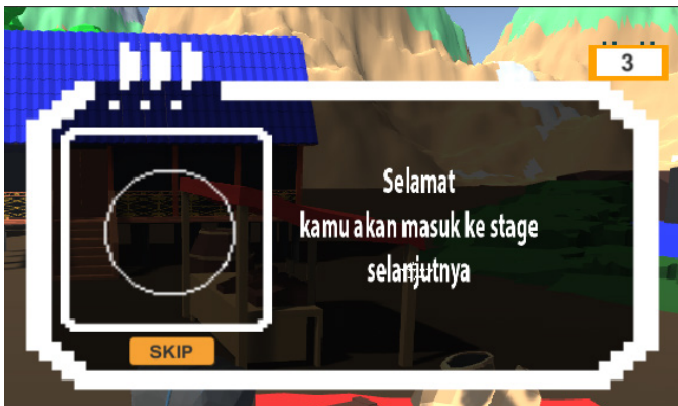 3
Selamat
kamu akan masuk ke stage
selanjutnya
SKIP